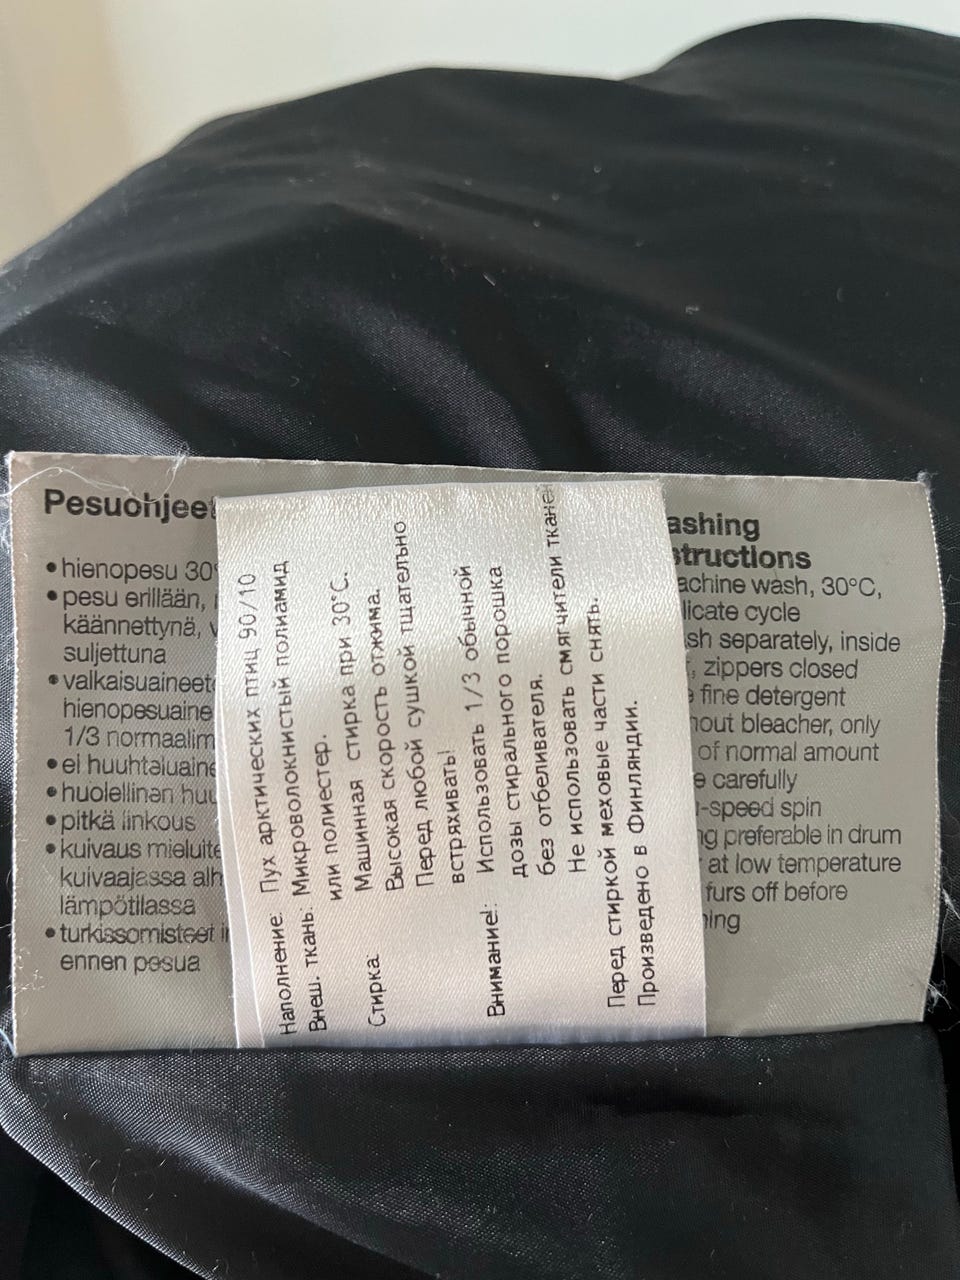 Pesuohjeet
• hienopesu 30°
• pesu erillään,
käännettynä,
suljettuna
• valkaisuaineet
hienopesuaine
1/3 normaalim
• ei huuhteluaine
• huolellinen huu
• pitkä linkous
• kuivaus mieluite
kuivaajassa alh
lämpötilassa
• turkissomisteet ir
ennen pesua
Наполнение. Пух арктических птиц 90/10
Внеш. ткань. Микроволокнистый полиамид
или полиестер.
Стирка Машинная стирка при 30°С.
Высокая скорость отжима.
Перед любой сушкой тщательно
встряхивать!
Внимание!: Использовать 1/3 обычной
дозы стирального порошка
без отбеливателя.
Не использовать смягчители тканей
Перед стиркой меховые части снять.
Произведено в Финляндии.
ashing
structions
achine wash, 30°C,
licate cycle
sh separately, inside
, zippers closed
fine detergent
hout bleacher, only
of normal amount
e carefully
-speed spin
ng preferable in drum
at low temperature
furs off before
ning